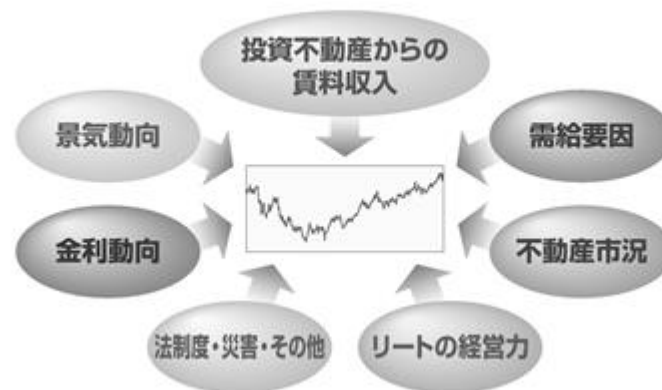 投資不動産からの
賃料収入
景気動向
需給要因
金利動向
不動産市況
法制度・災害・その他
リートの経営力